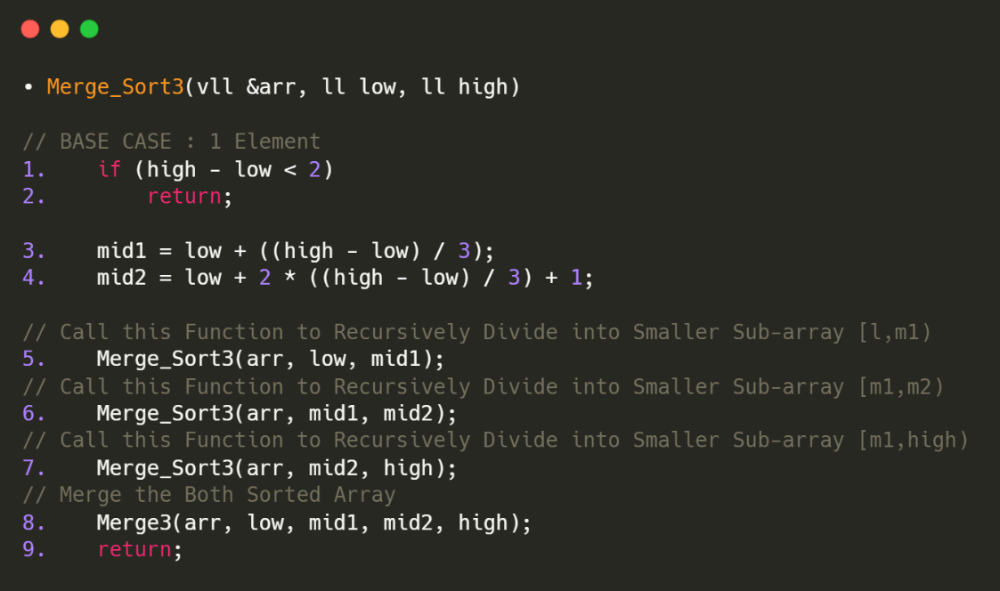 • Merge_Sort3(vll &arr, ll low, ll high)
// BASE CASE : 1 Element
1. if (high - low < 2)
2. return;
3. mid1 = low + ((high - low) / 3);
4. mid2 = low + 2 * ((high - low) / 3) + 1;
// Call this Function to Recursively Divide into Smaller Sub-array [l,m1)
5. Merge_Sort3(arr, low, mid1);
// Call this Function to Recursively Divide into Smaller Sub-array [m1,m2)
6. Merge_Sort3(arr, mid1, mid2);
// Call this Function to Recursively Divide into Smaller Sub-array [m1,high)
7. Merge_Sort3(arr, mid2, high);
// Merge the Both Sorted Array
8. Merge3(arr, low, mid1, mid2, high);
9. return;